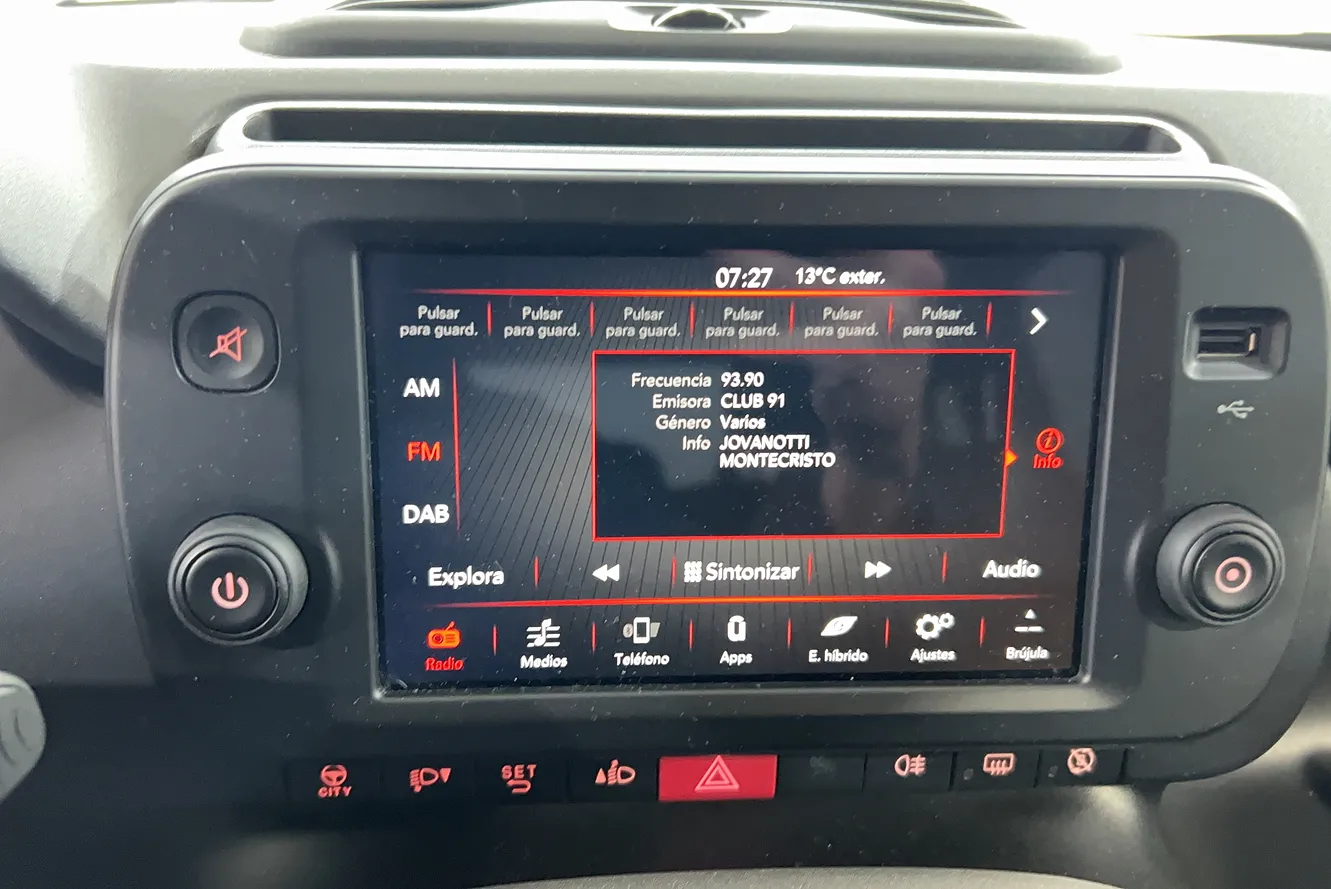 07:27 13°C exter.
Pulsar para guard.
Pulsar para guard.
Pulsar para guard.
Pulsar para guard.
Pulsar para guard.
Pulsar para guard.
AM
FM
DAB
Frecuencia 93.90
Emisora CLUB 91
Género Varios
Info JOVANOTTI
MONTECRISTO
Info
Explora
Sintonizar
Audio
Radio
Medios
Teléfono
Apps
E. híbrido
Ajustes
Brújula
CITY
SET